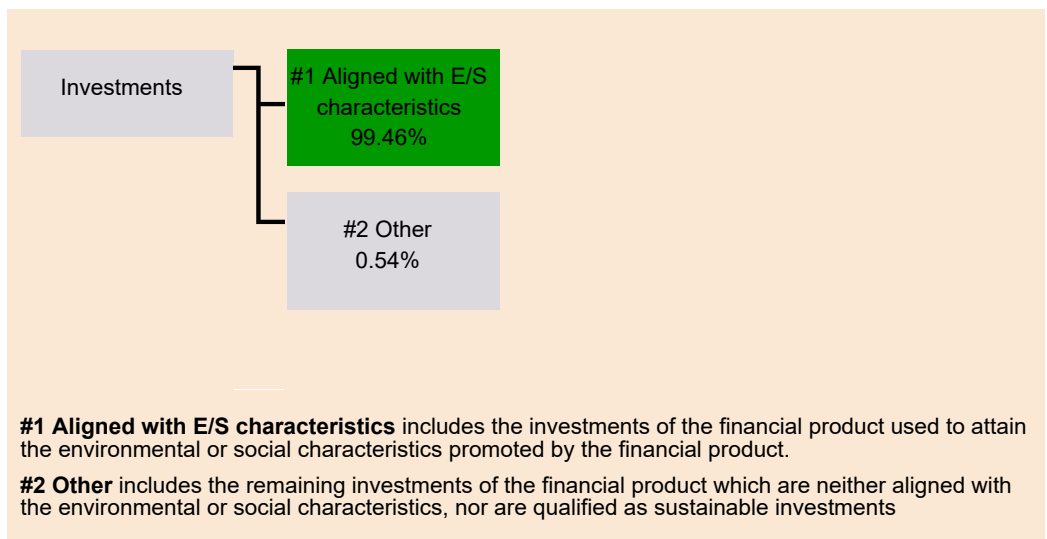 Investments
#1 Aligned with E/S
characteristics
99.46%
#2 Other
0.54%
#1 Aligned with E/S characteristics includes the investments of the financial product used to attain
the environmental or social characteristics promoted by the financial product.
#2 Other includes the remaining investments of the financial product which are neither aligned with
the environmental or social characteristics, nor are qualified as sustainable investments